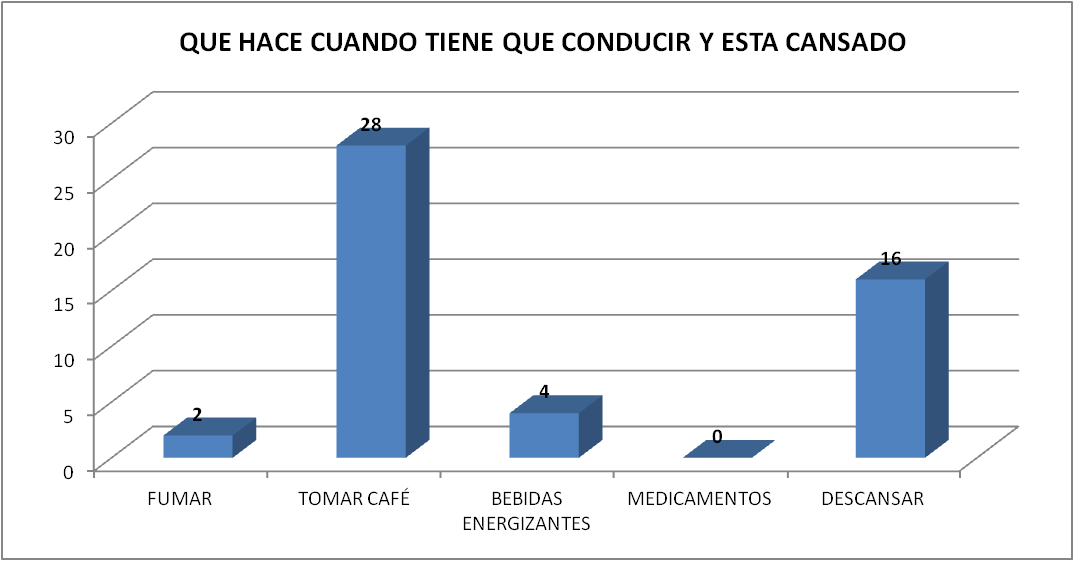 QUE HACE CUANDO TIENE QUE CONDUCIR Y ESTA CANSADO
30
25
20
15
10
5
0
2
28
4
0
16
FUMAR
TOMAR CAFÉ
BEBIDAS
ENERGIZANTES
MEDICAMENTOS
DESCANSAR